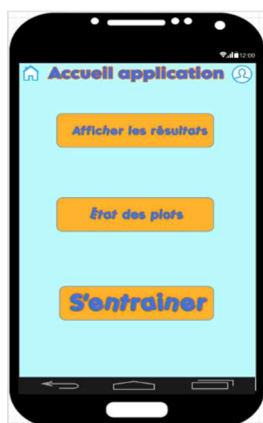 12:00
Accueil application
Afficher les résultats
État des plots
S'entrainer